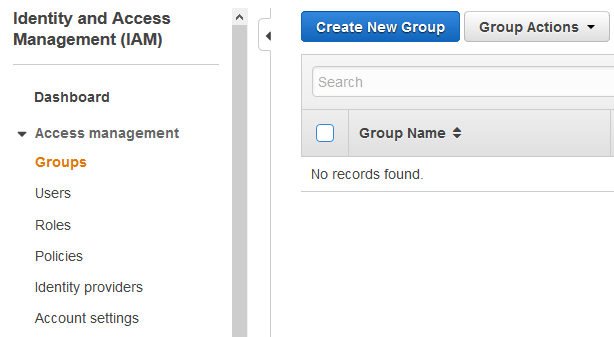 Identity and Access
Management (IAM)
Dashboard
Access management
Groups
Users
Roles
Policies
Identity providers
Account settings
Create New Group
Group Actions
Search
Group Name
No records found.